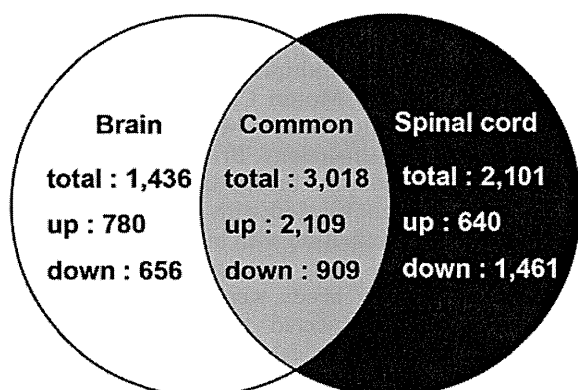 Brain
total : 1,436
up : 780
down : 656
Common
total : 3,018
up : 2,109
down : 909
Spinal cord
total : 2,101
up : 640
down : 1,461